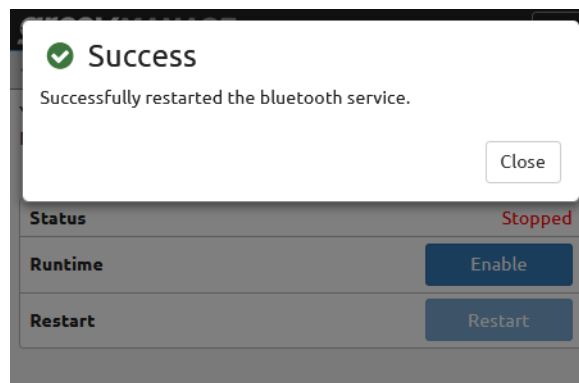 Success
Successfully restarted the bluetooth service.
Close
Status Stopped
Runtime Enable
Restart Restart